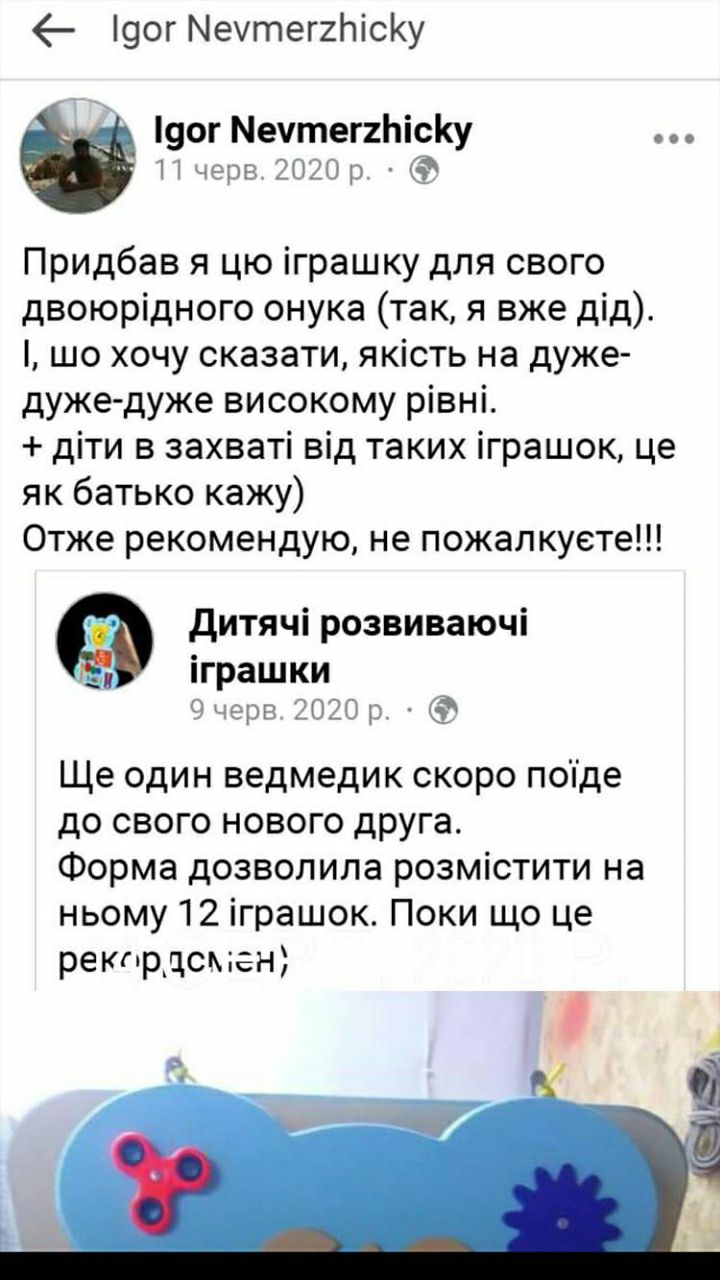 Igor Nevmerzhicky
Igor Nevmerzhicky
11 черв. 2020 р. ·
Придбав я цю іграшку для свого
двоюрідного онука (так, я вже дід).
І, шо хочу сказати, якість на дуже-
дуже-дуже високому рівні.
+ діти в захваті від таких іграшок, це
як батько кажу)
Отже рекомендую, не пожалкуєте!!!
Дитячі розвиваючі
іграшки
9 черв. 2020 р. ·
Ще один ведмедик скоро поїде
до свого нового друга.
Форма дозволила розмістити на
ньому 12 іграшок. Поки що це
рекордсмен;